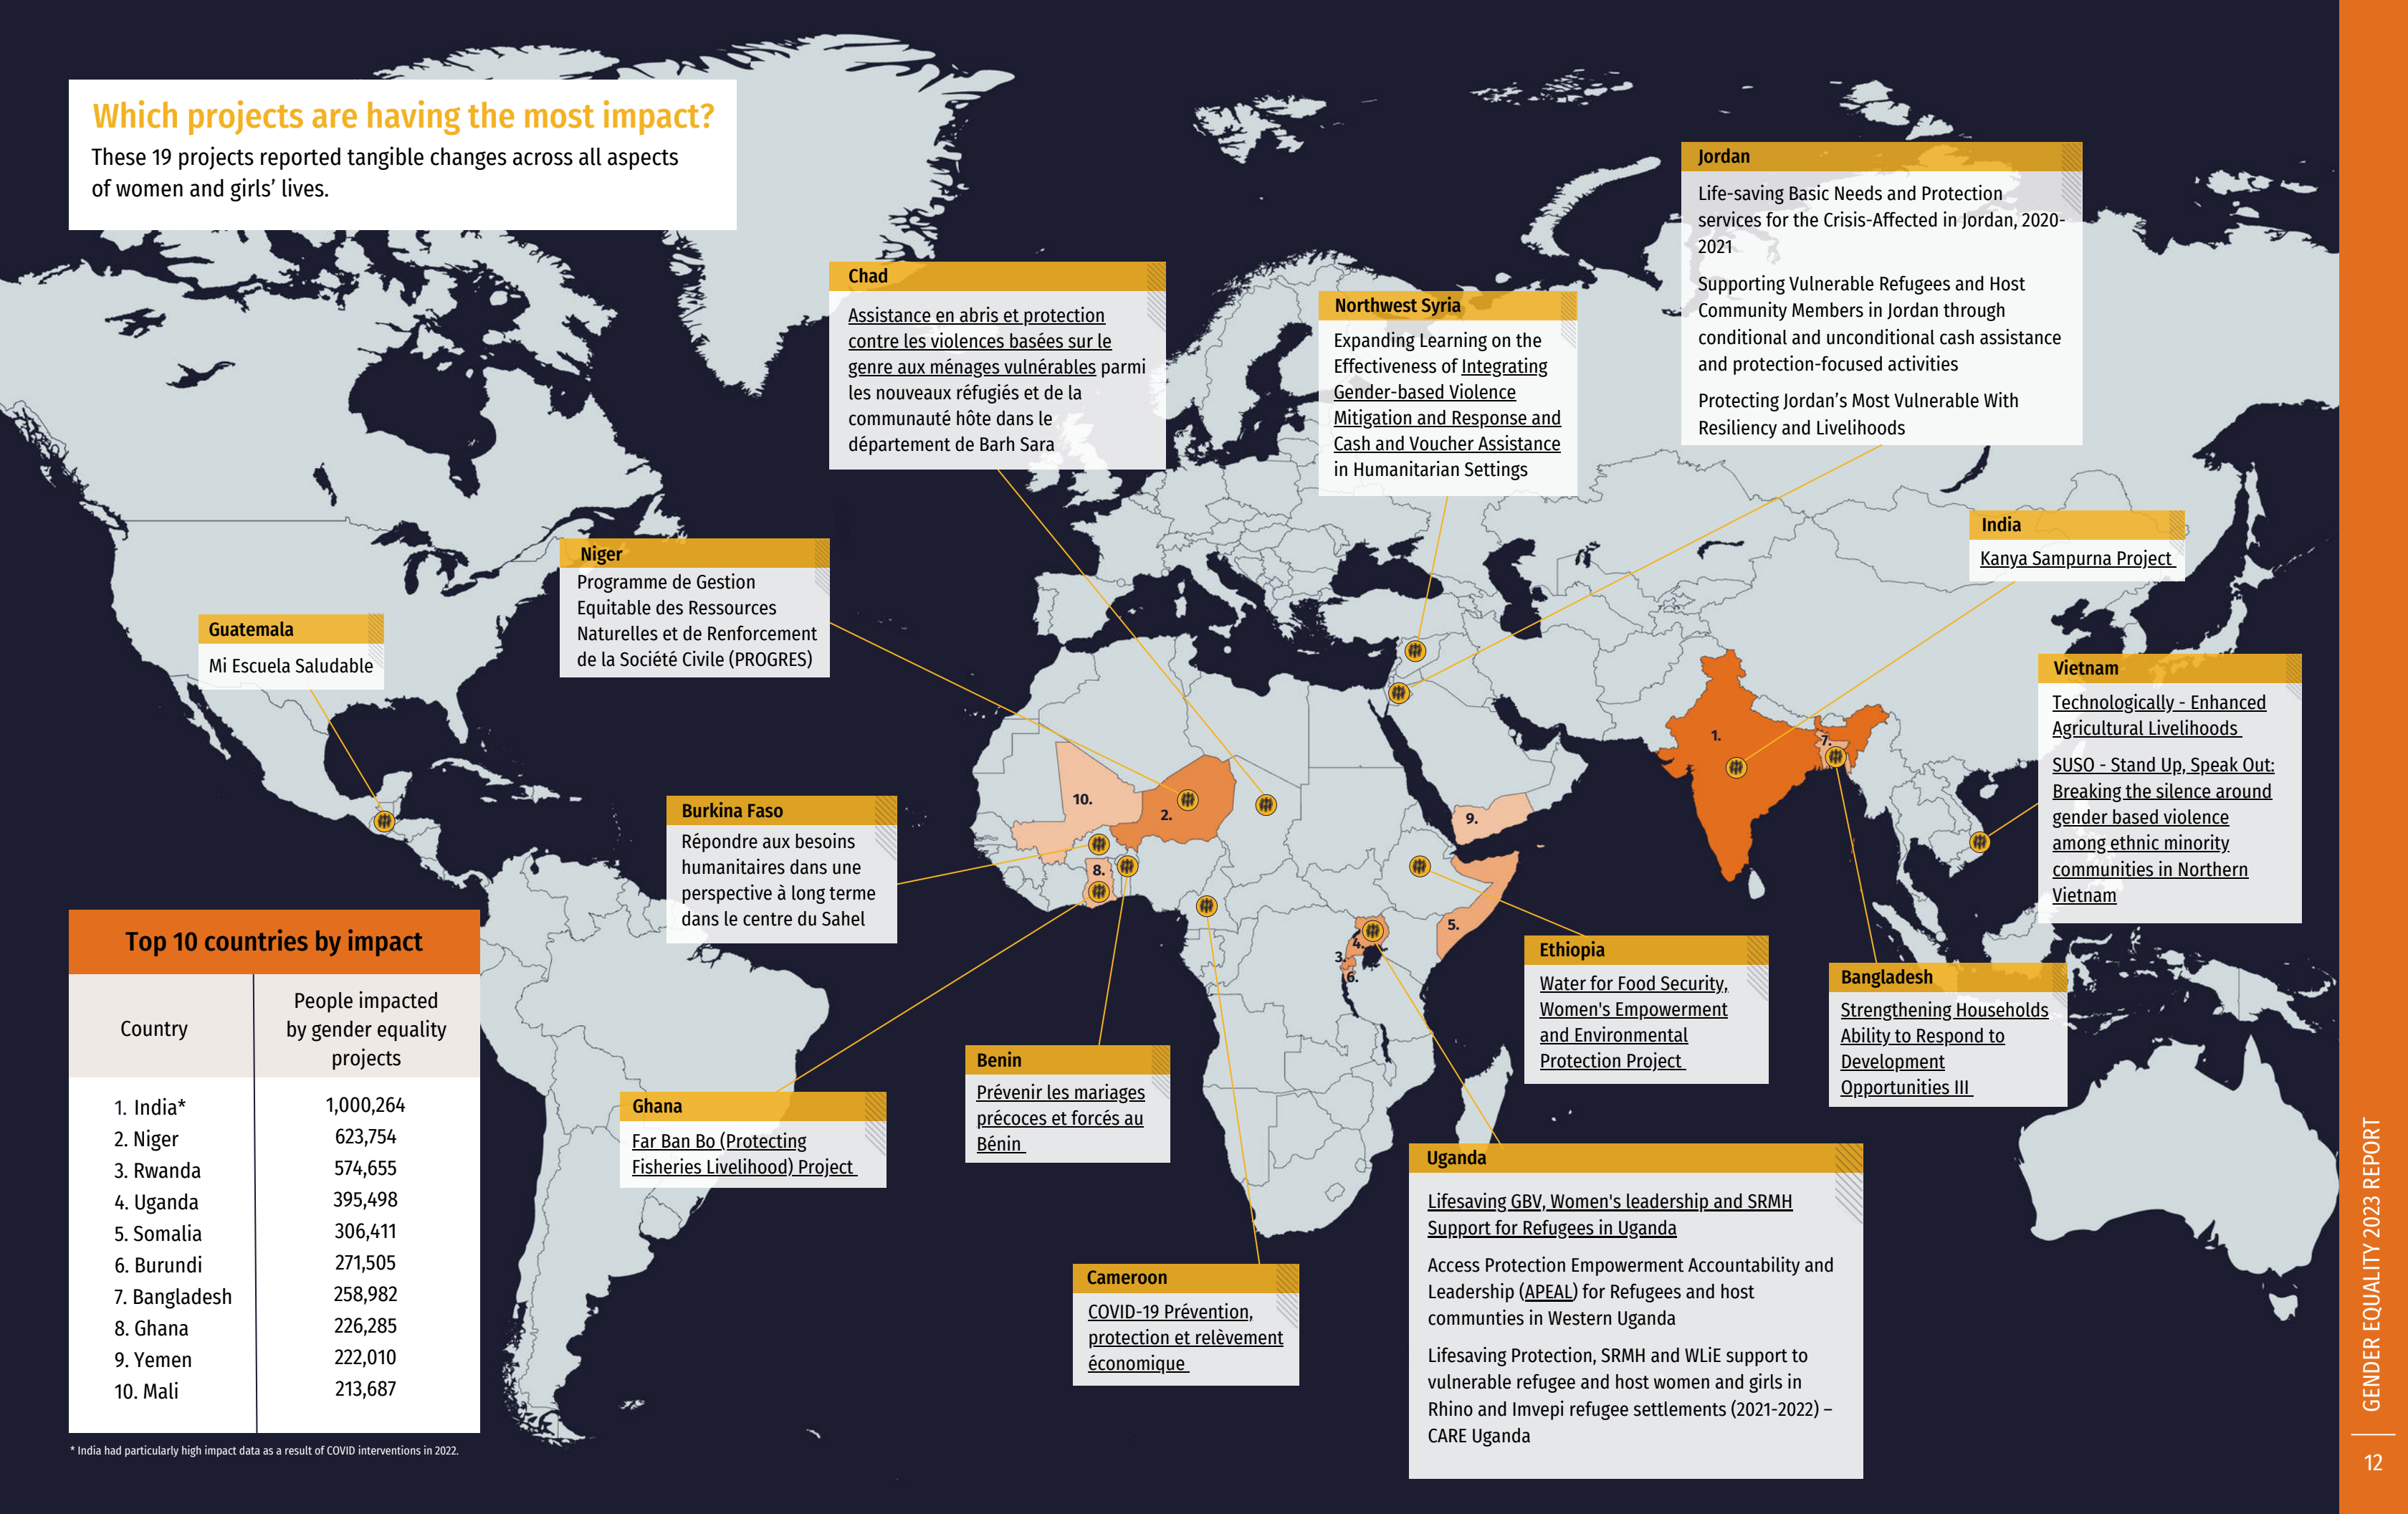 Which projects are having the most impact?
These 19 projects reported tangible changes across all aspects
of women and girls' lives.
Jordan
Life-saving Basic Needs and Protection
services for the Crisis-Affected in Jordan, 2020-
2021
Supporting Vulnerable Refugees and Host
Community Members in Jordan through
conditional and unconditional cash assistance
and protection-focused activities
Protecting Jordan's Most Vulnerable With
Resiliency and Livelihoods
Chad
Assistance en abris et protection
contre les violences basées sur le
genre aux ménages vulnérables parmi
les nouveaux réfugiés et de la
communauté hôte dans le
département de Barh Sara
Northwest Syria
Expanding Learning on the
Effectiveness of Integrating
Gender-based Violence
Mitigation and Response and
Cash and Voucher Assistance
in Humanitarian Settings
India
Kanya Sampurna Project
Niger
Programme de Gestion
Equitable des Ressources
Naturelles et de Renforcement
de la Société Civile (PROGRES)
Guatemala
Mi Escuela Saludable
Vietnam
Technologically - Enhanced
Agricultural Livelihoods
SUSO - Stand Up, Speak Out:
Breaking the silence around
gender based violence
among ethnic minority
communities in Northern
Vietnam
1.
7.
10.
2.
9.
8.
5.
4.
3.
6.
Burkina Faso
Répondre aux besoins
humanitaires dans une
perspective à long terme
dans le centre du Sahel
Ethiopia
Water for Food Security,
Women's Empowerment
and Environmental
Protection Project
Bangladesh
Strengthening Households
Ability to Respond to
Development
Opportunities III
Benin
Prévenir les mariages
précoces et forcés au
Bénin
Ghana
Far Ban Bo (Protecting
Fisheries Livelihood) Project
Uganda
Lifesaving GBV, Women's leadership and SRMH
Support for Refugees in Uganda
Access Protection Empowerment Accountability and
Leadership (APEAL) for Refugees and host
communties in Western Uganda
Lifesaving Protection, SRMH and WLiE support to
vulnerable refugee and host women and girls in
Rhino and Imvepi refugee settlements (2021-2022) –
CARE Uganda
Cameroon
COVID-19 Prévention,
protection et relèvement
économique
Top 10 countries by impact
Country
People impacted
by gender equality
projects
1. India* 1,000,264
2. Niger 623,754
3. Rwanda 574,655
4. Uganda 395,498
5. Somalia 306,411
6. Burundi 271,505
7. Bangladesh 258,982
8. Ghana 226,285
9. Yemen 222,010
10. Mali 213,687
* India had particularly high impact data as a result of COVID interventions in 2022.
GENDER EQUALITY 2023 REPORT
12